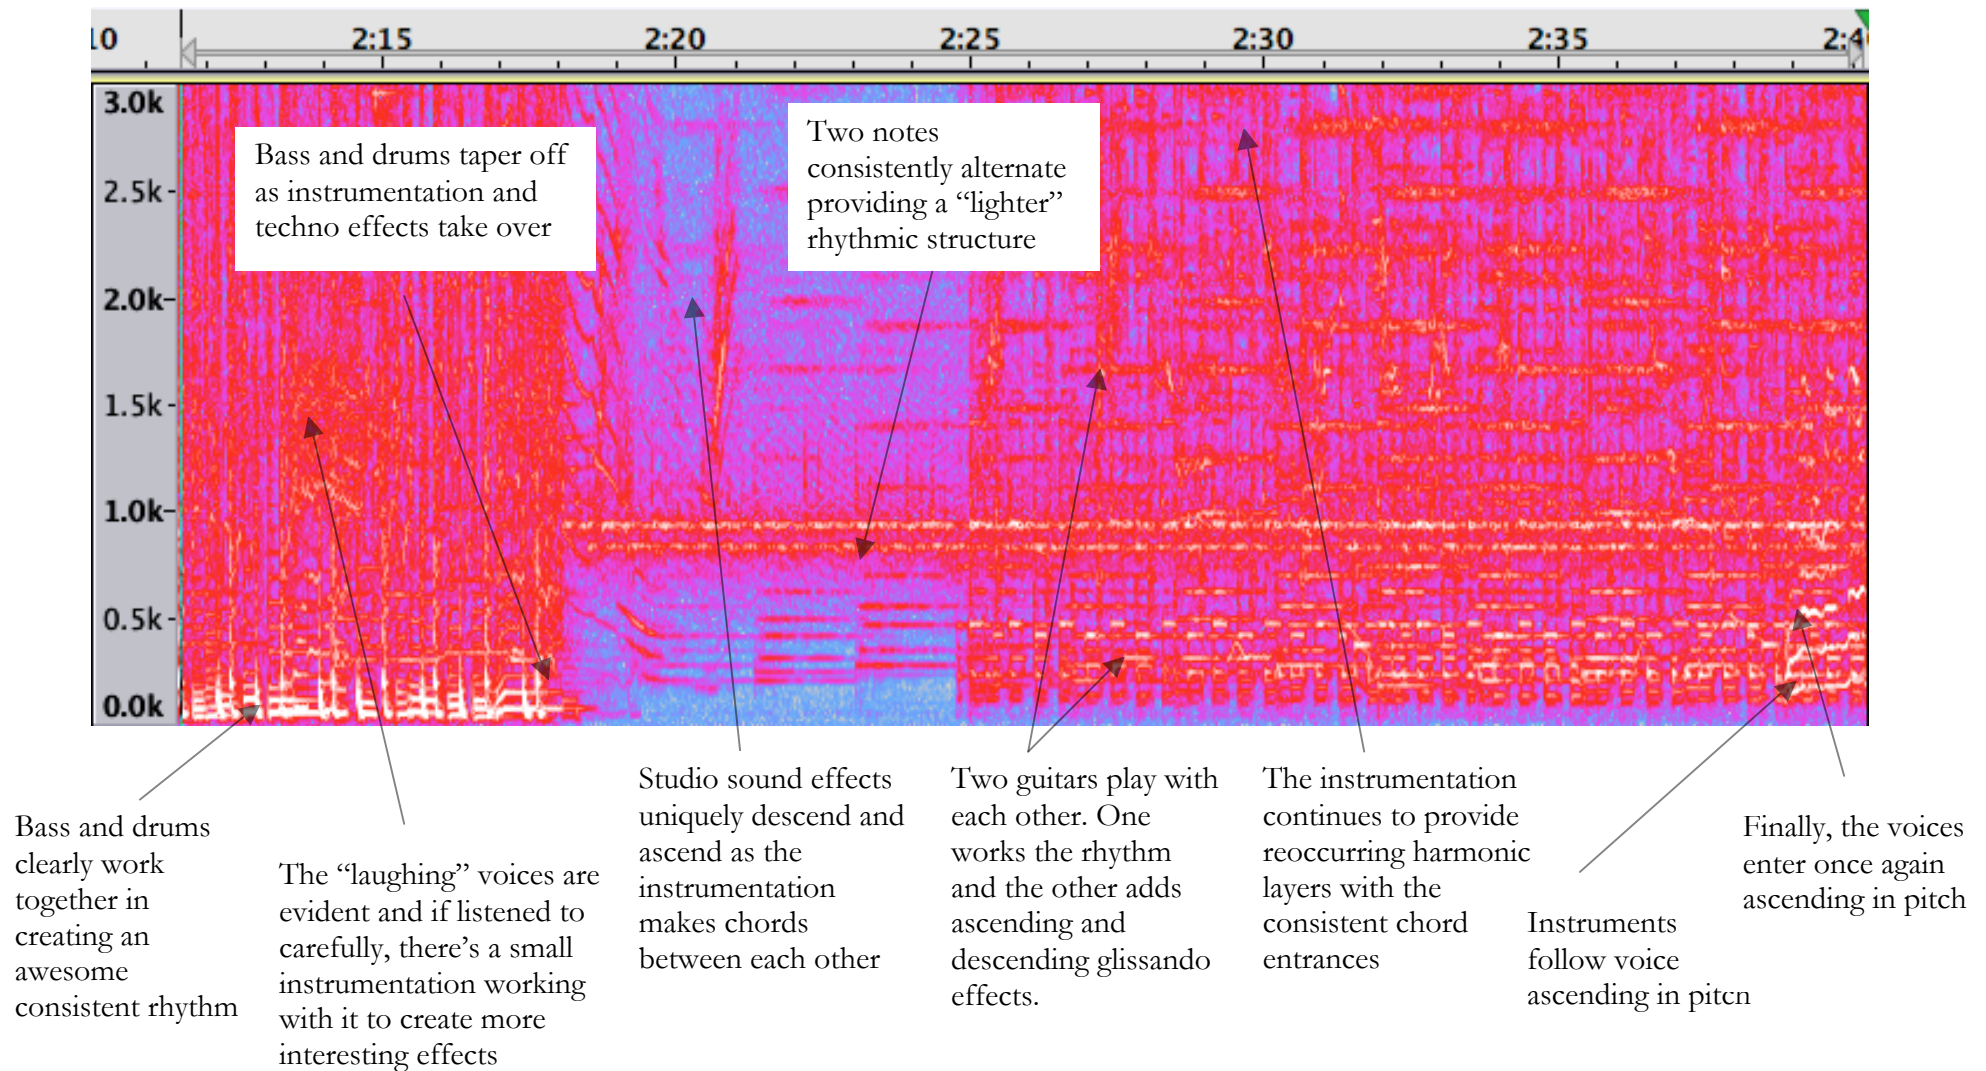 10 2:15 2:20 2:25 2:30 2:35 2:4
3.0k
2.5k
2.0k
1.5k
1.0k
0.5k
0.0k
Bass and drums taper off
as instrumentation and
techno effects take over
Two notes
consistently alternate
providing a “lighter”
rhythmic structure
Bass and drums
clearly work
together in
creating an
awesome
consistent rhythm
The “laughing” voices are
evident and if listened to
carefully, there’s a small
instrumentation working
with it to create more
interesting effects
Studio sound effects
uniquely descend and
ascend as the
instrumentation
makes chords
between each other
Two guitars play with
each other. One
works the rhythm
and the other adds
ascending and
descending glissando
effects.
The instrumentation
continues to provide
reoccurring harmonic
layers with the
consistent chord
entrances
Instruments
follow voice
ascending in pitch
Finally, the voices
enter once again
ascending in pitch